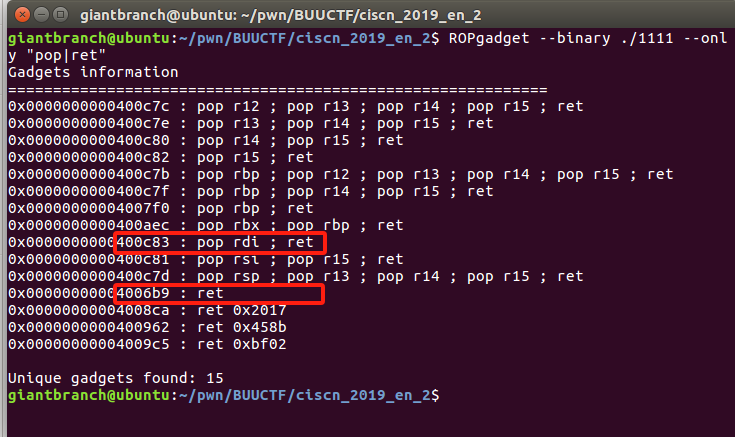 giantbranch@ubuntu: ~/pwn/BUUCTF/ciscn_2019_en_2
giantbranch@ubuntu:~/pwn/BUUCTF/ciscn_2019_en_2$ ROPgadget --binary ./1111 --onl
y "pop|ret"
Gadgets information
============================================================
0x0000000000400c7c : pop r12 ; pop r13 ; pop r14 ; pop r15 ; ret
0x0000000000400c7e : pop r13 ; pop r14 ; pop r15 ; ret
0x0000000000400c80 : pop r14 ; pop r15 ; ret
0x0000000000400c82 : pop r15 ; ret
0x0000000000400c7b : pop rbp ; pop r12 ; pop r13 ; pop r14 ; pop r15 ; ret
0x0000000000400c7f : pop rbp ; pop r14 ; pop r15 ; ret
0x00000000004007f0 : pop rbp ; ret
0x0000000000400aec : pop rbx ; pop rbp ; ret
0x0000000000400c83 : pop rdi ; ret
0x0000000000400c81 : pop rsi ; pop r15 ; ret
0x0000000000400c7d : pop rsp ; pop r13 ; pop r14 ; pop r15 ; ret
0x00000000004006b9 : ret
0x00000000004008ca : ret 0x2017
0x0000000000400962 : ret 0x458b
0x00000000004009c5 : ret 0xbf02
Unique gadgets found: 15
giantbranch@ubuntu:~/pwn/BUUCTF/ciscn_2019_en_2$